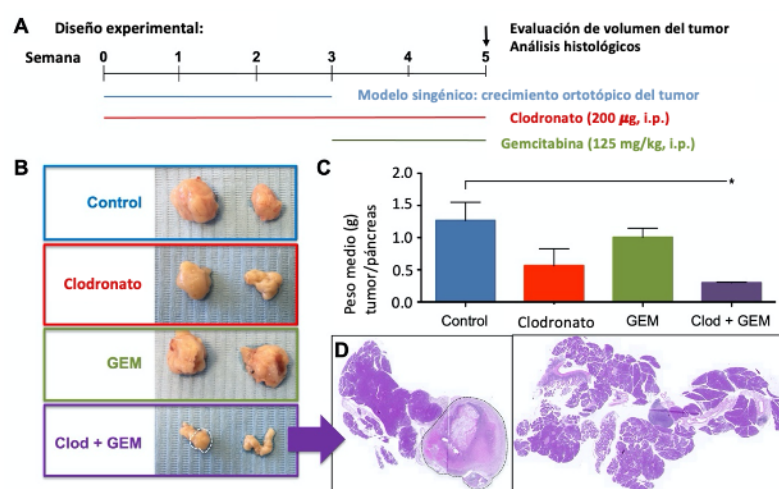 A
Diseño experimental:
Evaluación de volumen del tumor
Análisis histológicos
Semana
0 1 2 3 4 5
Modelo singénico: crecimiento ortotópico del tumor
Clodronato (200 µg, i.p.)
Gemcitabina (125 mg/kg, i.p.)
B
Control
Clodronato
GEM
Clod + GEM
C
Peso medio (g)
tumor/páncreas
2.0
1.5
1.0
0.5
0.0
*
Control Clodronato GEM Clod + GEM
D